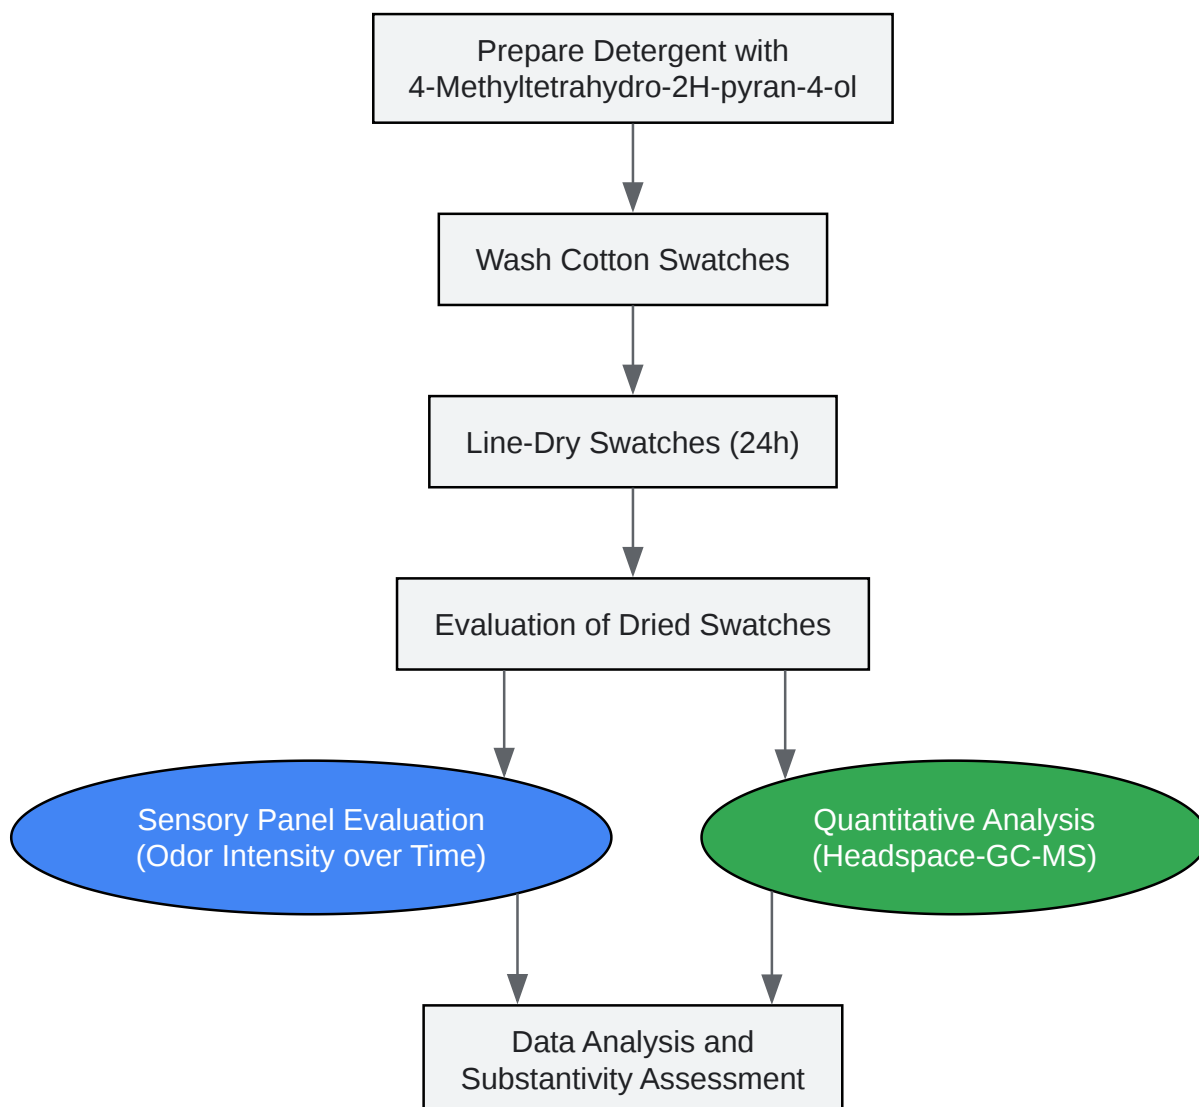 Prepare Detergent with
4-Methyltetrahydro-2H-pyran-4-ol
Wash Cotton Swatches
Line-Dry Swatches (24h)
Evaluation of Dried Swatches
Sensory Panel Evaluation
(Odor Intensity over Time)
Quantitative Analysis
(Headspace-GC-MS)
Data Analysis and
Substantivity Assessment